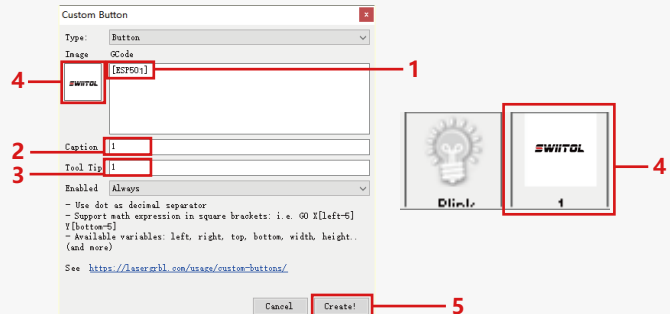 Custom Button
x
Type:
Button
Image
GCode
[ESP501]
1
4
SWIITOL
2
Caption
1
3
Tool Tip
1
Enabled
Always
- Use dot as decimal separator
- Support math expression in square brackets: i.e. G0 X[left-5]
Y[bottom-5]
- Available variables: left, right, top, bottom, width, height..
(and more)
See https://lasergrbl.com/usage/custom-buttons/
Cancel
Create!
5
Blink
SWIITOL
1
4